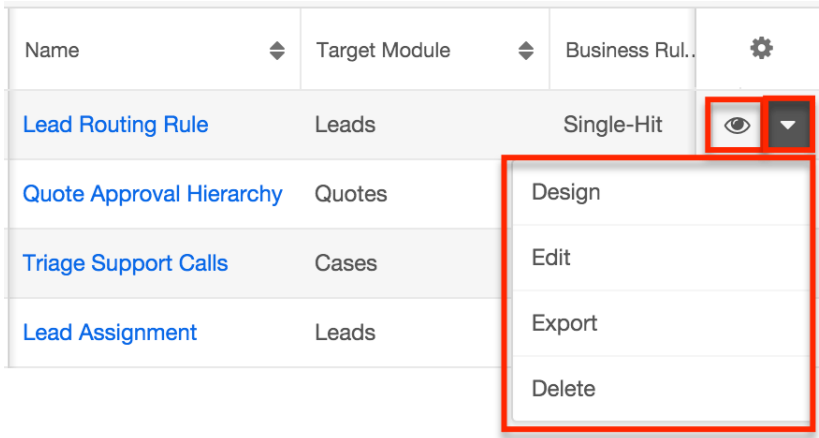 Name Target Module Business Rul..
Lead Routing Rule Leads Single-Hit
Quote Approval Hierarchy Quotes
Design
Triage Support Calls Cases
Edit
Export
Lead Assignment Leads
Delete